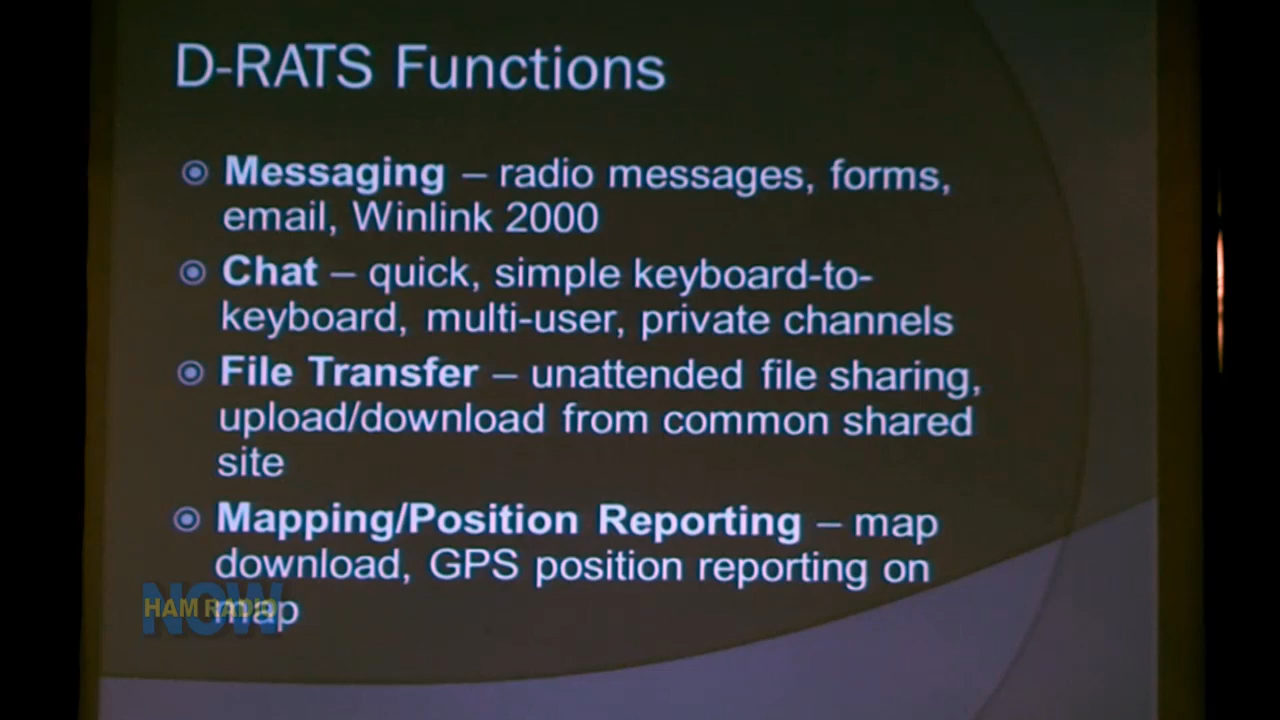 D-RATS Functions
Messaging – radio messages, forms,
email, Winlink 2000
Chat – quick, simple keyboard-to-
keyboard, multi-user, private channels
File Transfer – unattended file sharing,
upload/download from common shared
site
Mapping/Position Reporting – map
download, GPS position reporting on
map
NOW
HAM RADIO